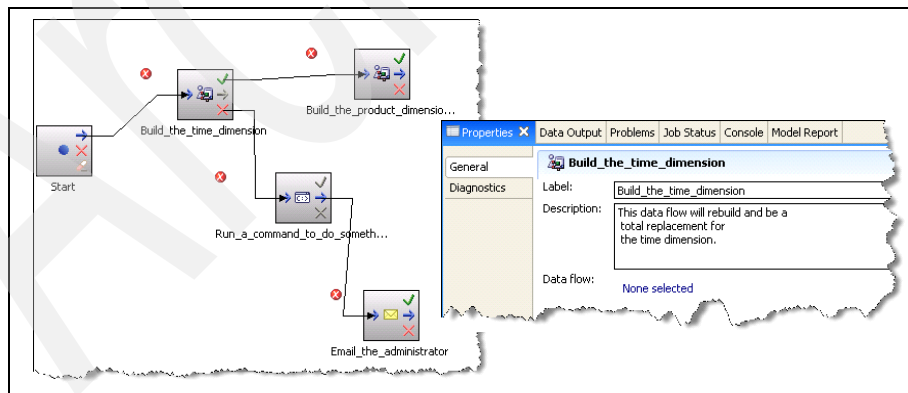 Build_the_product_dimensio...
Build_the_time_dimension
Start
Run_a_command_to_do_someth...
Email_the_administrator
Properties Data Output Problems Job Status Console Model Report
General
Diagnostics
Build_the_time_dimension
Label:
Build_the_time_dimension
Description:
This data flow will rebuild and be a
total replacement for
the time dimension.
Data flow:
None selected